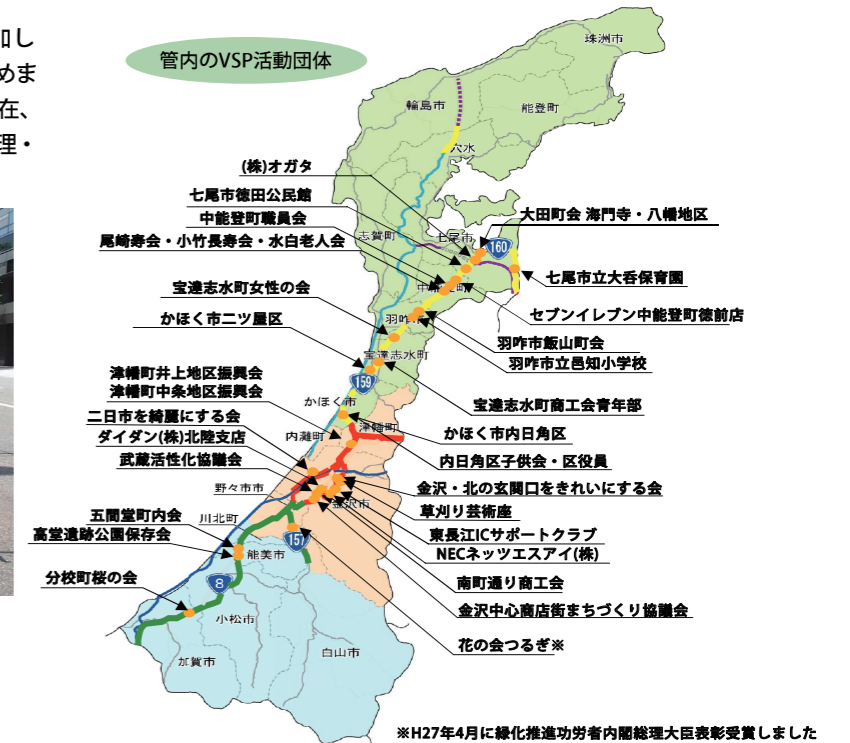 加し
めま
在、
理・
管内のVSP活動団体
珠洲市
輪島市
能登町
穴水
(株)オガタ
七尾市徳田公民館
中能登町職員会
尾崎寿会・小竹長寿会・水白老人会
志賀町
七尾市
160
大田町会 海門寺・八幡地区
七尾市立大呑保育園
セブンイレブン中能登町徳前店
宝達志水町女性の会
羽咋
羽咋市飯山町会
羽咋市立邑知小学校
かほく市二ツ屋区
宝達志水町
159
宝達志水町商工会青年部
津幡町井上地区振興会
津幡町中条地区振興会
かほく市
かほく市内日角区
二日市を綺麗にする会
内灘町
津幡町
ダイダン(株)北陸支店
内日角区子供会・区役員
武蔵活性化協議会
野々市市
金沢市
金沢・北の玄関口をきれいにする会
草刈り芸術座
五間堂町内会
川北町
東長江ICサポートクラブ
高堂遺跡公園保存会
能美市
157
NECネッツエスアイ(株)
分校町桜の会
8
南町通り商工会
小松市
金沢中心商店街まちづくり協議会
加賀市
白山市
花の会つるぎ※
※H27年4月に緑化推進功労者内閣総理大臣表彰受賞しました